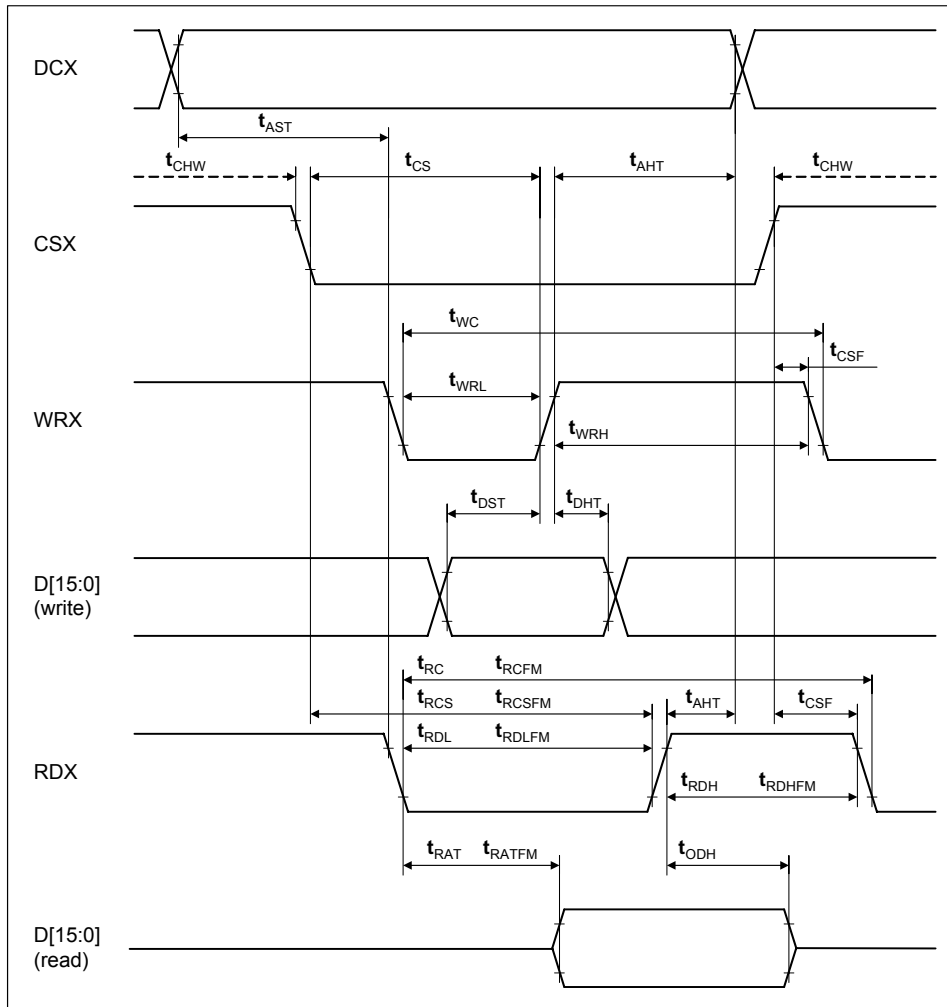 DCX
tAST
tCHW
tCS
tAHT
tCHW
CSX
tWC
tCSF
tWRL
WRX
tWRH
tDST
tDHT
D[15:0]
(write)
tRC tRCFM
tRCS tRCSFM
tAHT
tCSF
tRDL tRDLFM
RDX
tRDH tRDHFM
tRAT tRATFM
tODH
D[15:0]
(read)